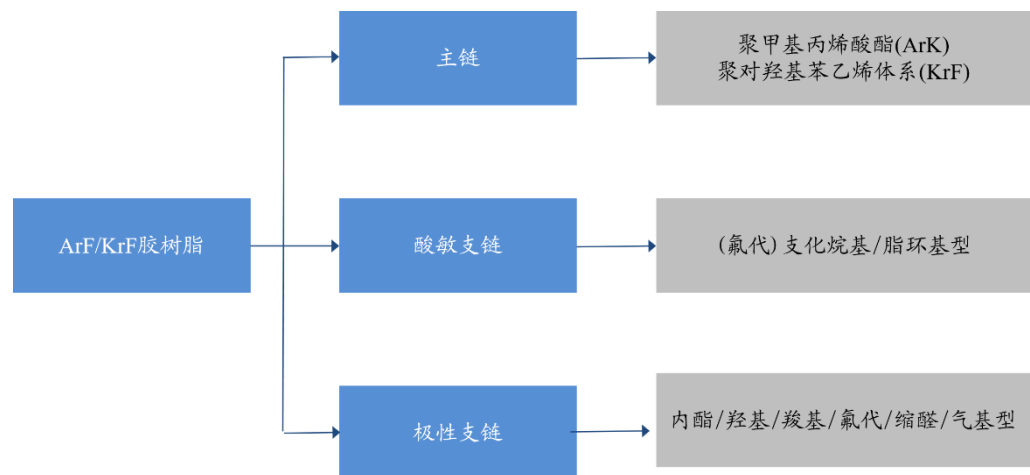 主链
聚甲基丙烯酸酯(ArK)
聚对羟基苯乙烯体系(KrF)
ArF/KrF胶树脂
酸敏支链
(氟代) 支化烷基/脂环基型
极性支链
内酯/羟基/羧基/氟代/缩醛/气基型